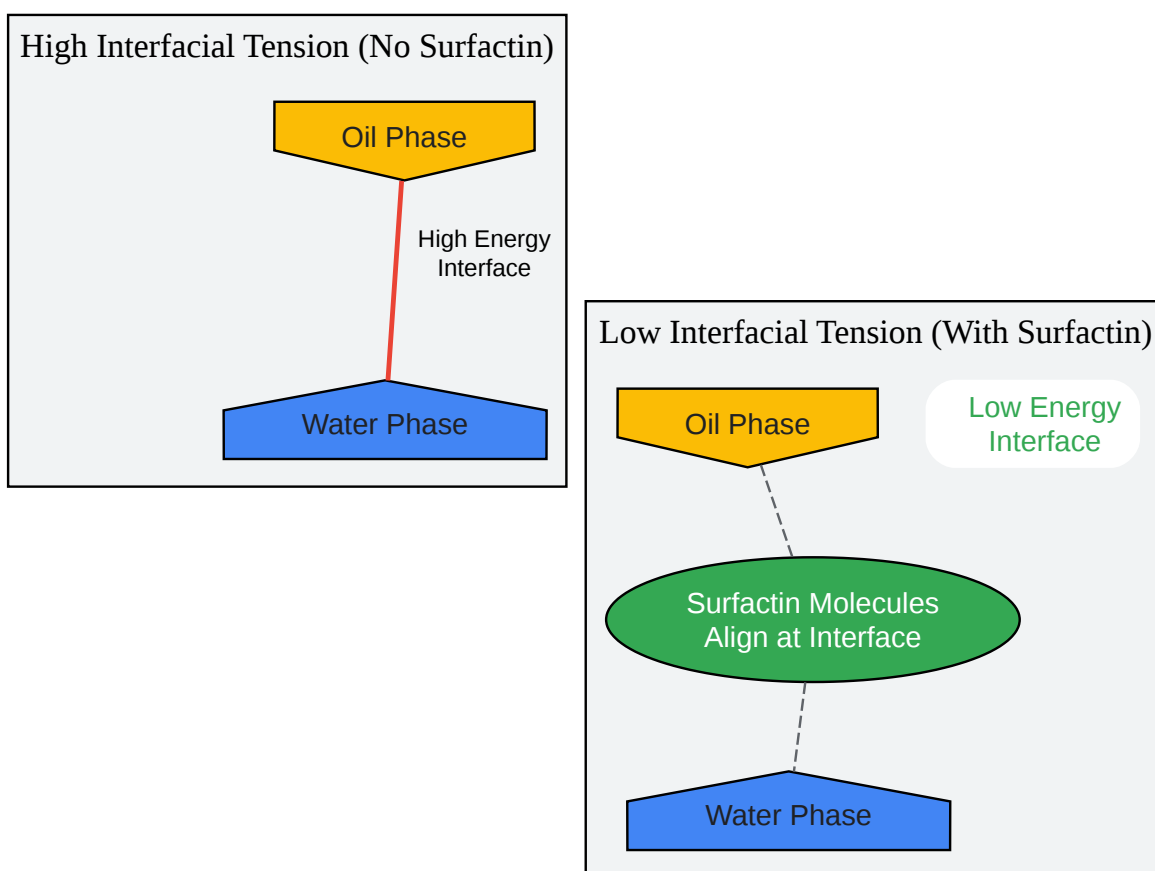 High Interfacial Tension (No Surfactin)
Oil Phase
High Energy
Interface
Water Phase
Low Interfacial Tension (With Surfactin)
Oil Phase
Low Energy
Interface
Surfactin Molecules
Align at Interface
Water Phase